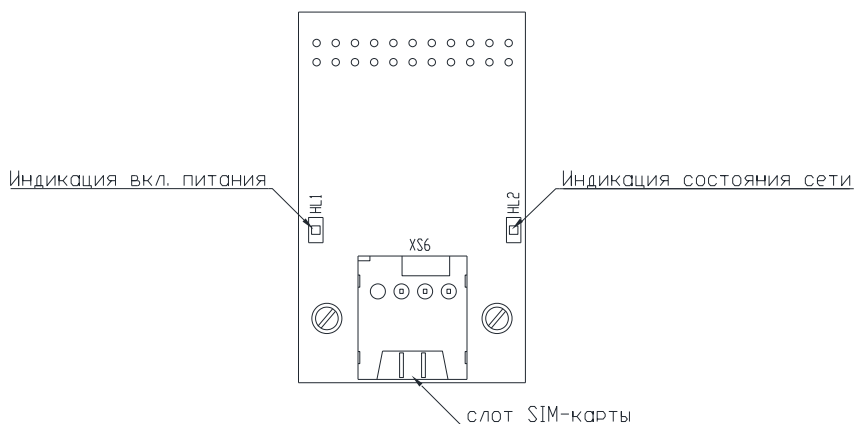 Индикация вкл. питания
HL1
HL2
Индикация состояния сети
XS6
слот SIM-карты